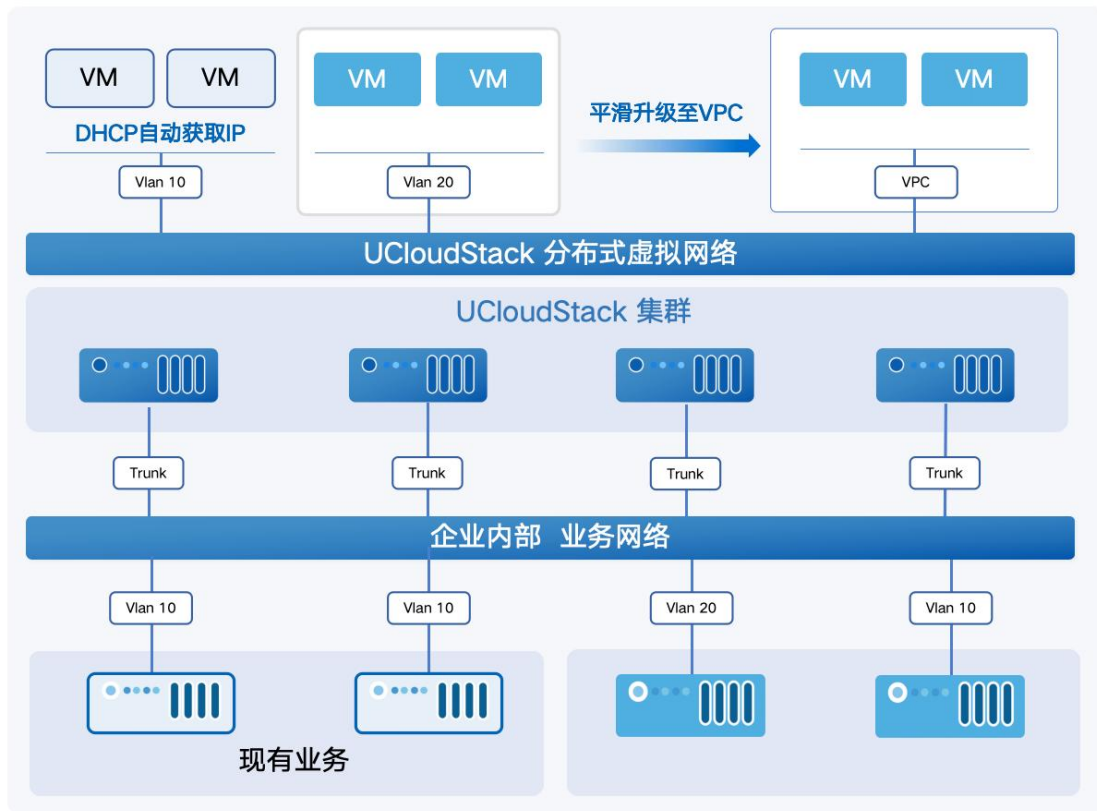 VM
VM
VM
VM
VM
VM
DHCP自动获取IP
平滑升级至VPC
Vlan 10
Vlan 20
VPC
UCloudStack 分布式虚拟网络
UCloudStack 集群
Trunk
Trunk
Trunk
Trunk
企业内部 业务网络
Vlan 10
Vlan 10
Vlan 20
Vlan 10
现有业务